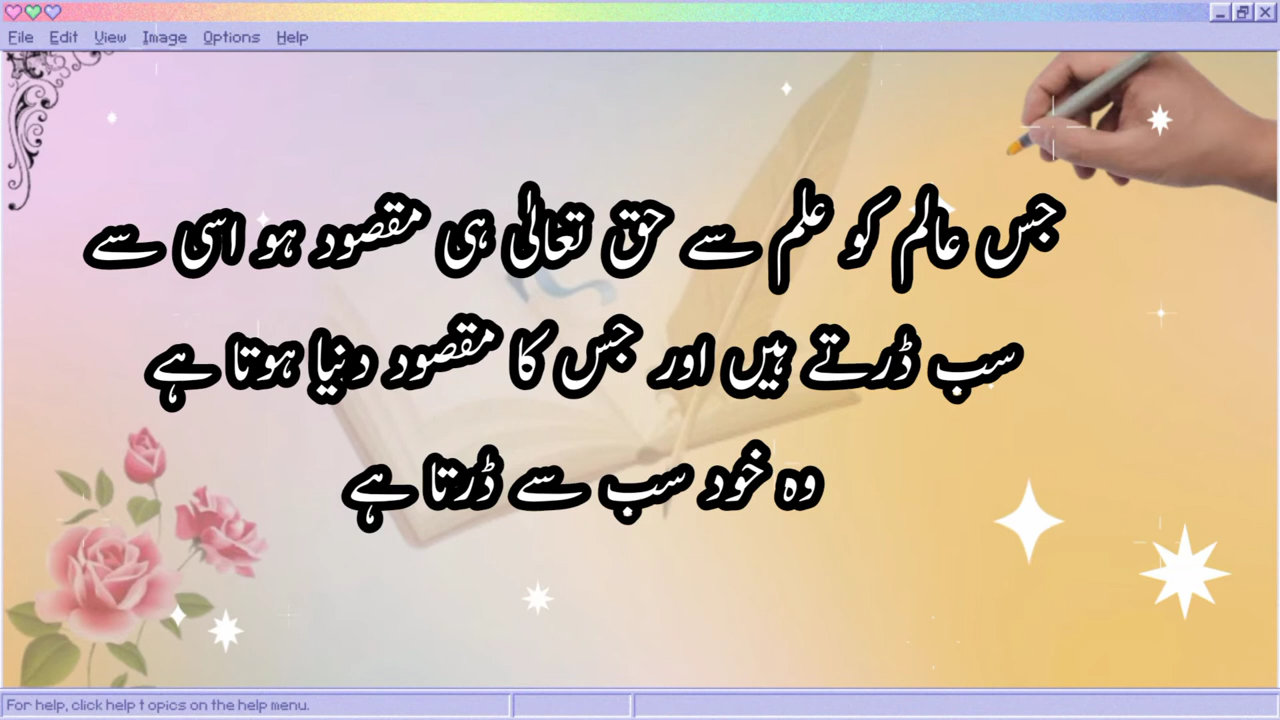 File Edit View Image Options Help
جس عالم کو علم سے حق تعالیٰ ہی مقصود ہو اسی سے
سب ڈرتے ہیں اور جس کا مقصود دنیا ہوتا ہے
وہ خود سب سے ڈرتا ہے
For help, click help t opics on the help menu.